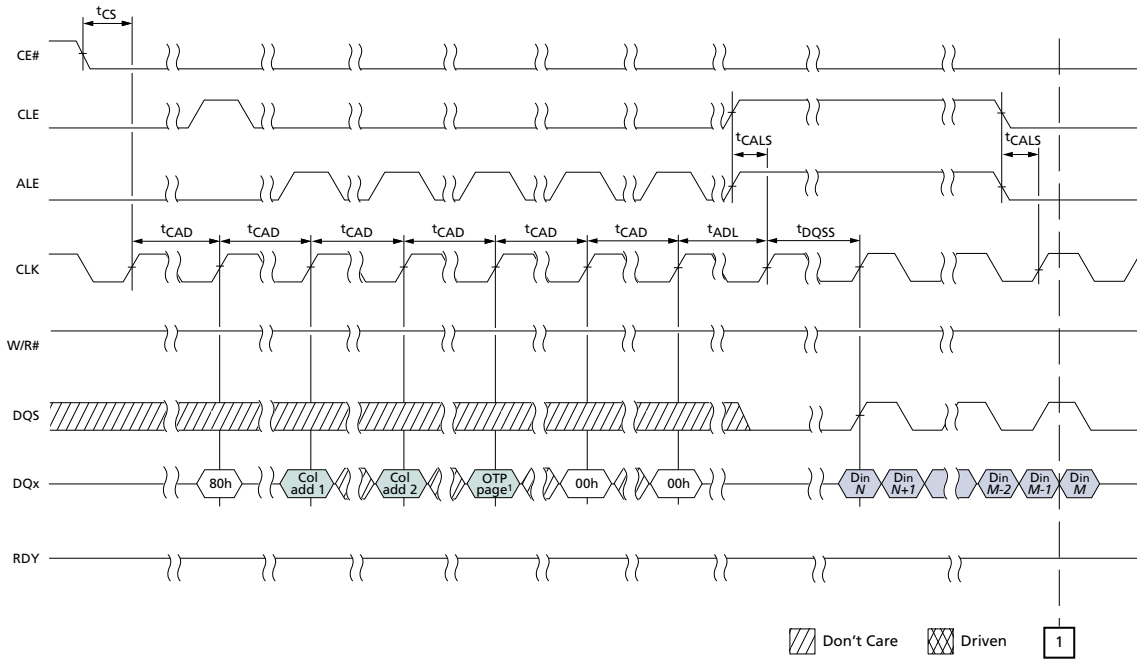 tCS
CE#
CLE
tCALS
tCALS
ALE
tCAD tCAD tCAD tCAD tCAD tCAD tADL tDQSS
CLK
W/R#
DQS
DQx
80h
Col
add 1
Col
add 2
OTP
page1
00h
00h
Din
N
Din
N+1
Din
M-2
Din
M-1
Din
M
RDY
Don't Care
Driven
1